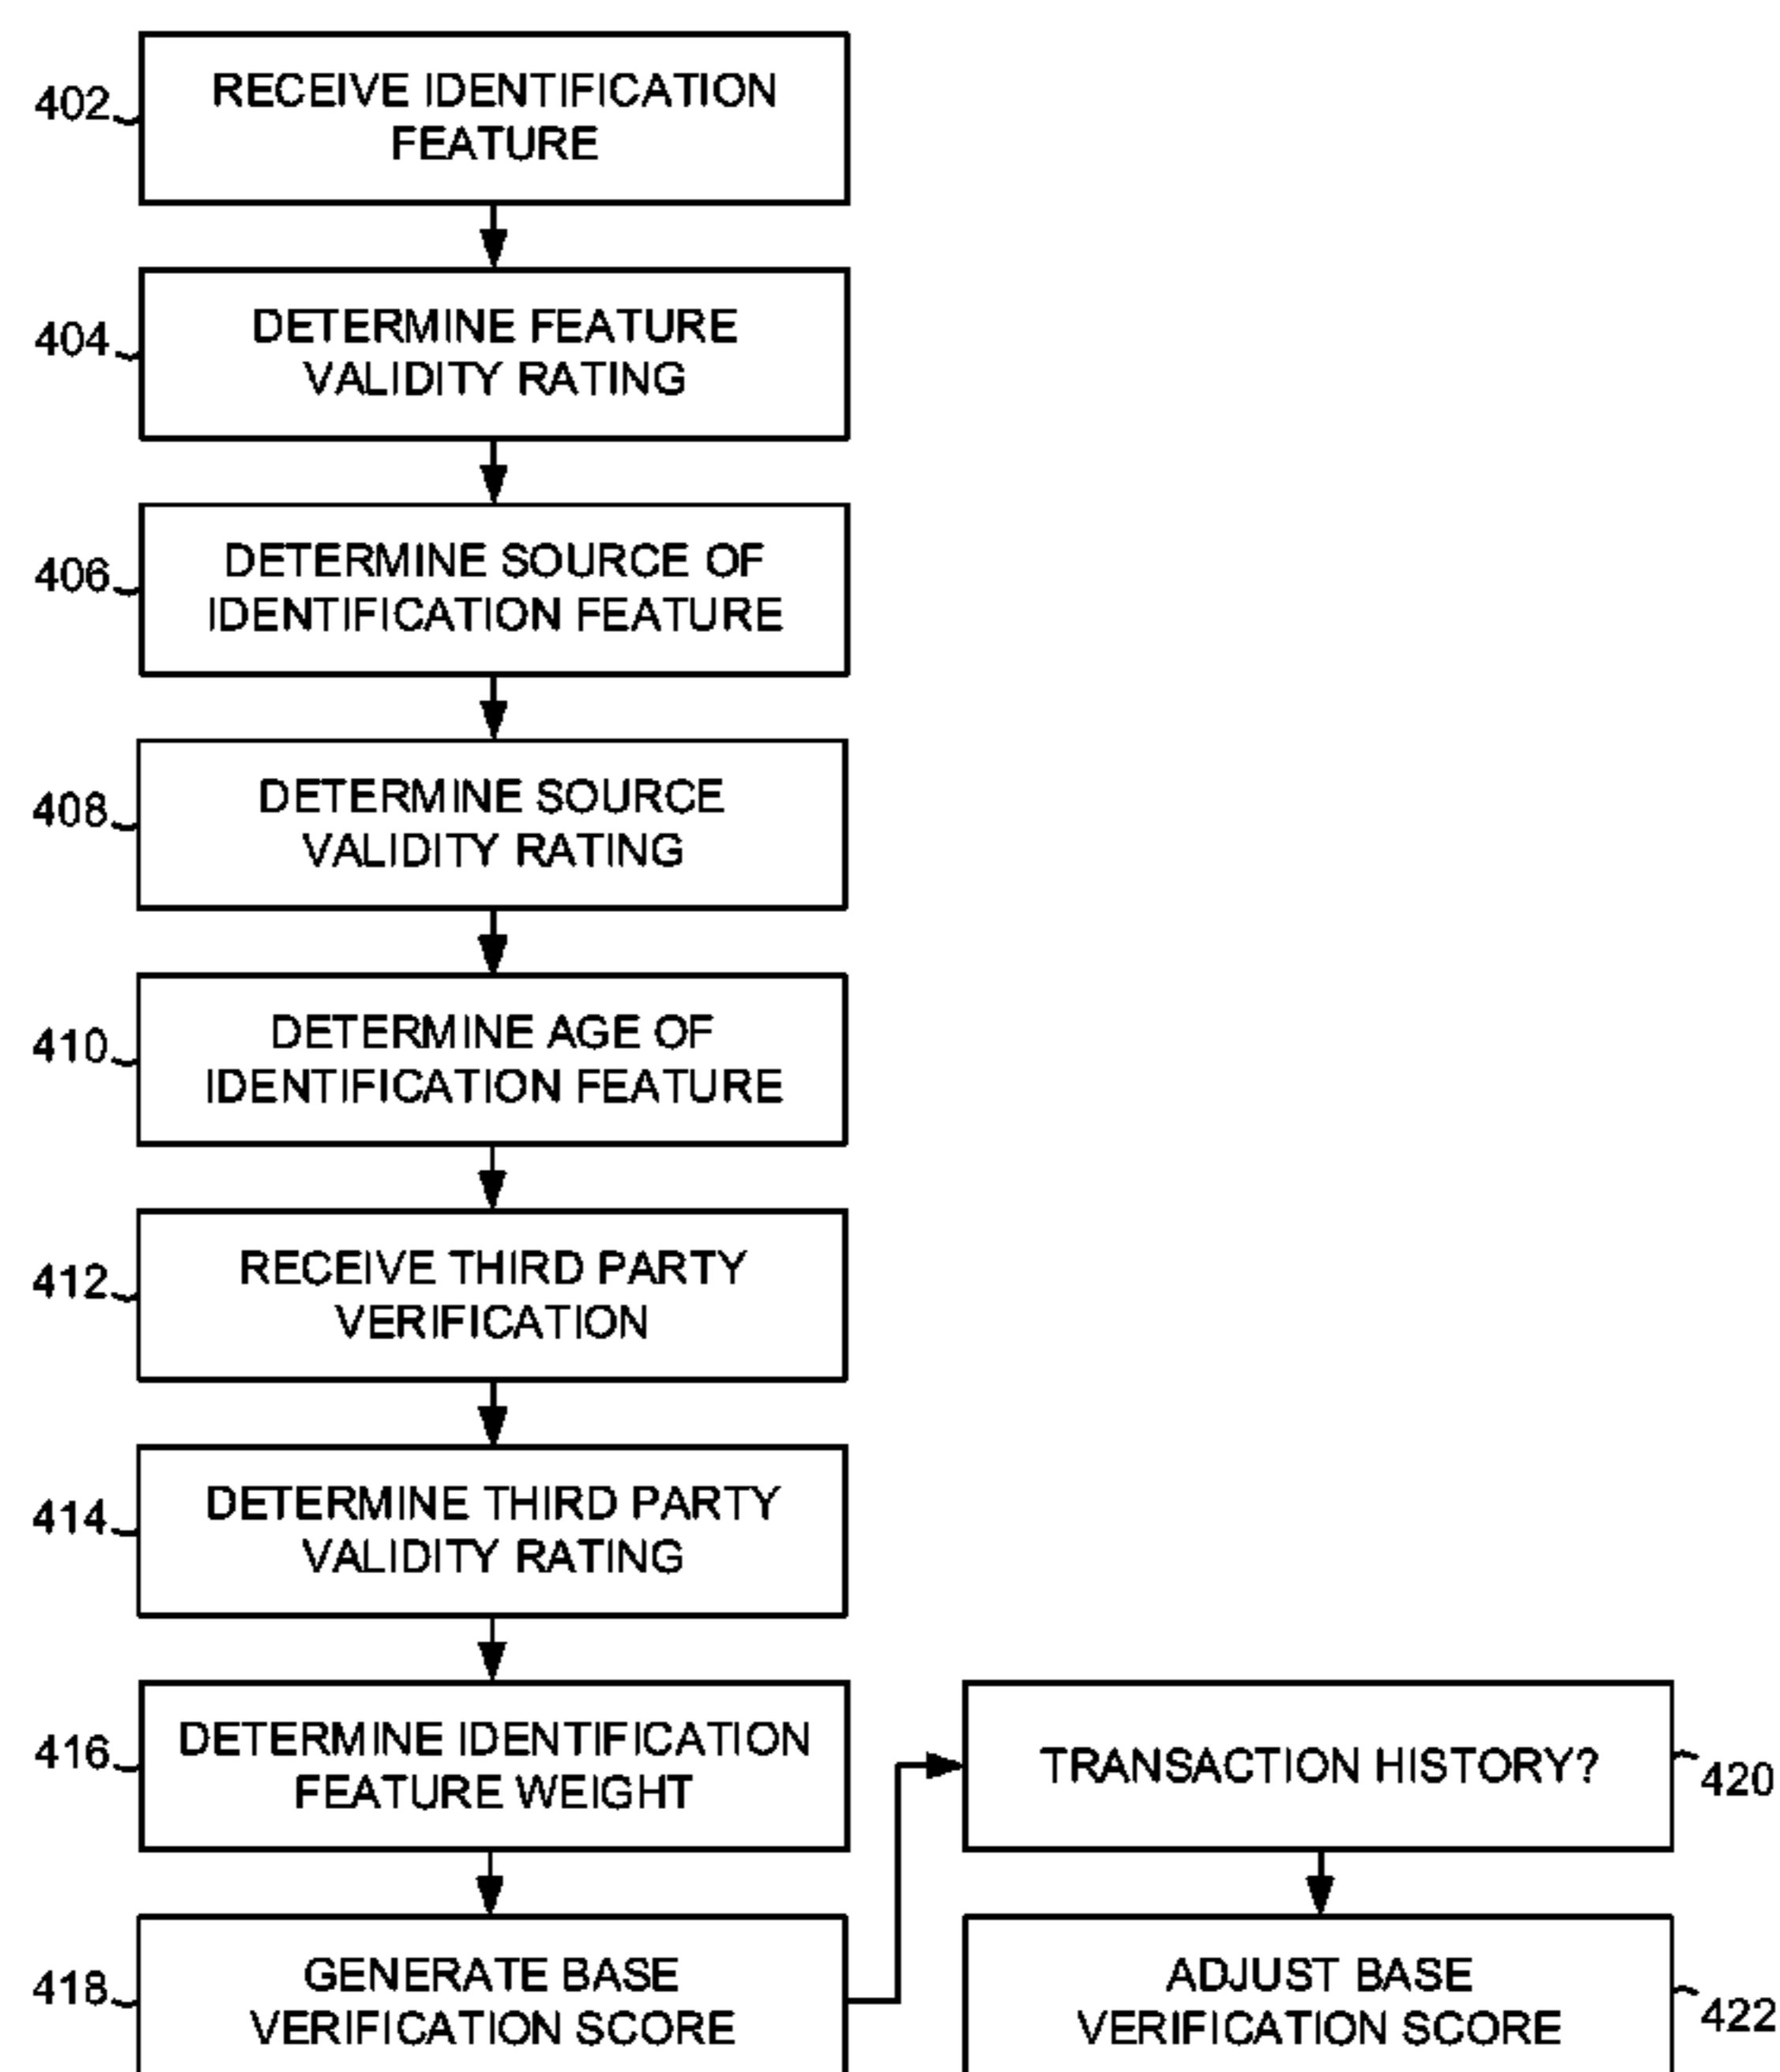 402
RECEIVE IDENTIFICATION
FEATURE
404
DETERMINE FEATURE
VALIDITY RATING
406
DETERMINE SOURCE OF
IDENTIFICATION FEATURE
408
DETERMINE SOURCE
VALIDITY RATING
410
DETERMINE AGE OF
IDENTIFICATION FEATURE
412
RECEIVE THIRD PARTY
VERIFICATION
414
DETERMINE THIRD PARTY
VALIDITY RATING
416
DETERMINE IDENTIFICATION
FEATURE WEIGHT
418
GENERATE BASE
VERIFICATION SCORE
TRANSACTION HISTORY?
420
ADJUST BASE
VERIFICATION SCORE
422